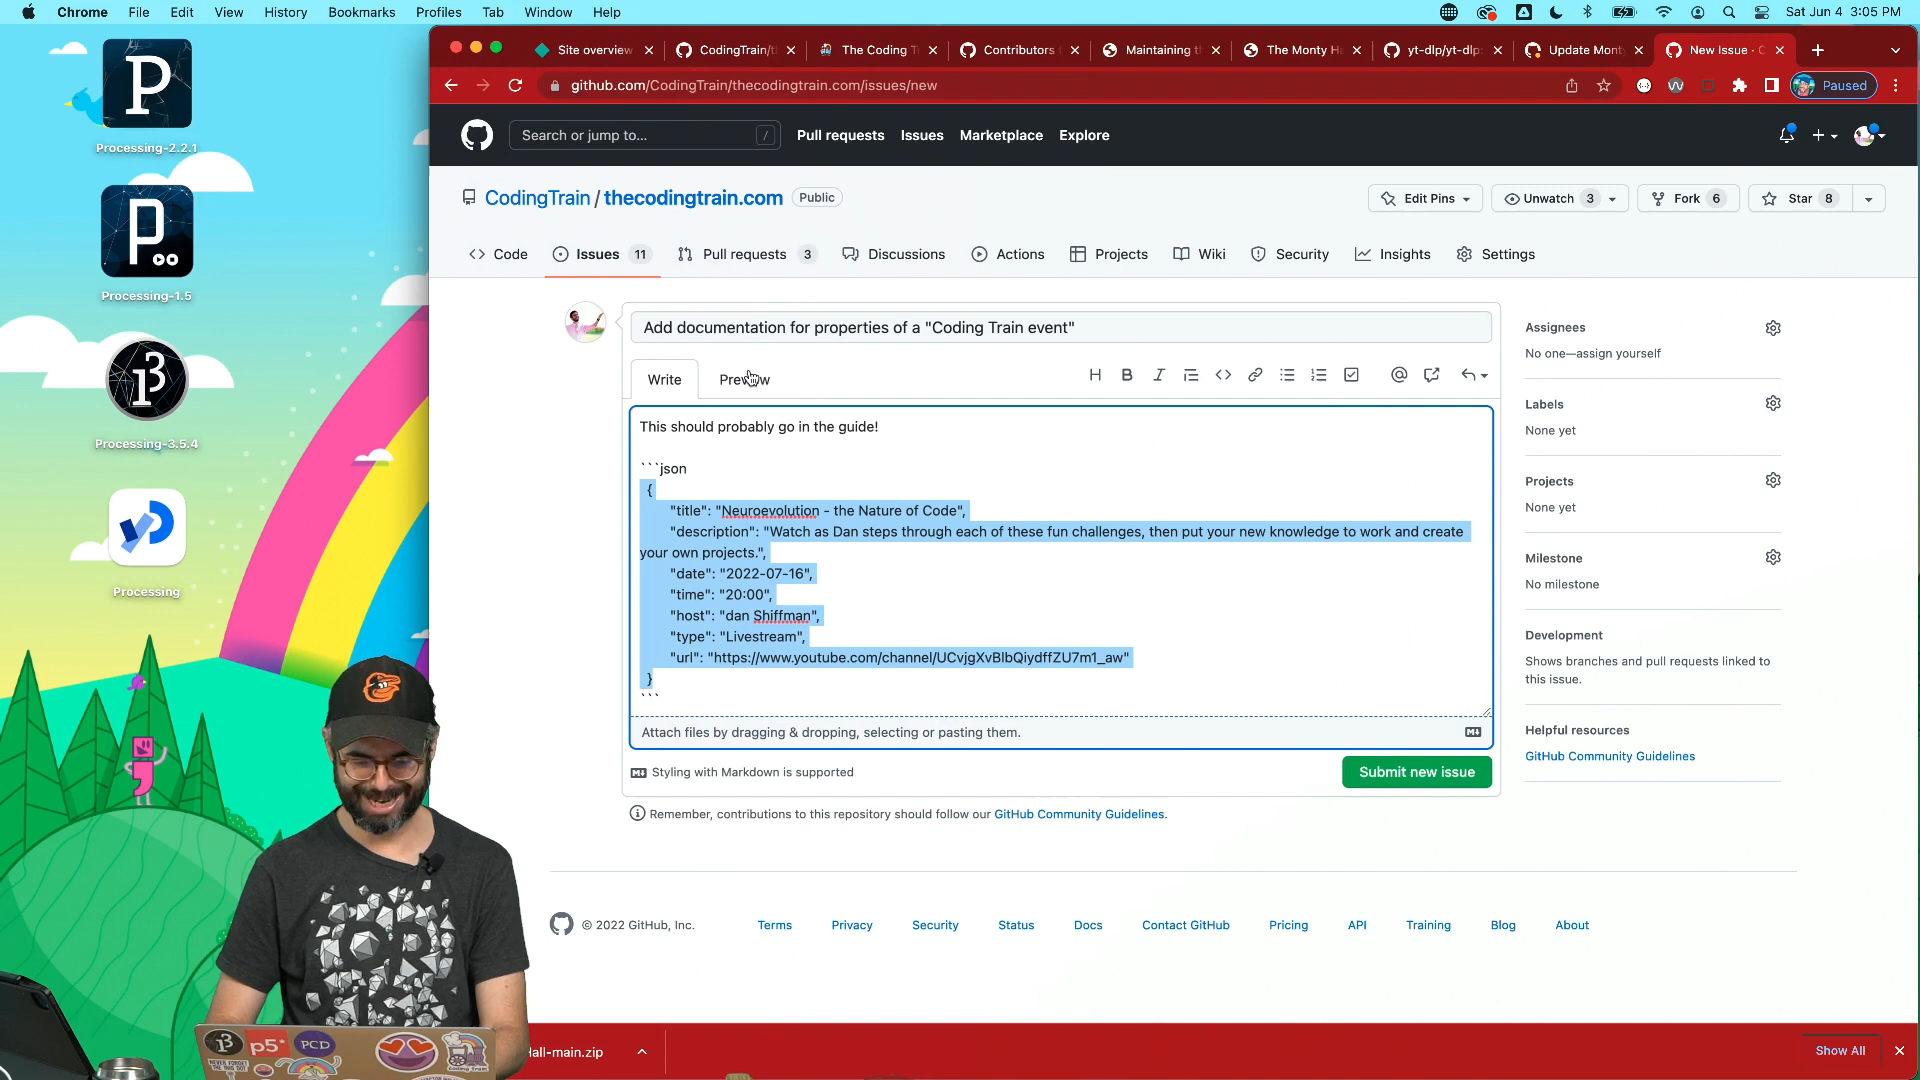 Chrome File Edit View History Bookmarks Profiles Tab Window Help
Sat Jun 4 3:05 PM
Site overview
CodingTrain/t
The Coding T
Contributors
Maintaining t
The Monty H
yt-dlp/yt-dlp
Update Mont
New Issue · C
github.com/CodingTrain/thecodingtrain.com/issues/new
Paused
Search or jump to...
/
Pull requests Issues Marketplace Explore
CodingTrain / thecodingtrain.com Public
Edit Pins
Unwatch 3
Fork 6
Star 8
Code
Issues 11
Pull requests 3
Discussions
Actions
Projects
Wiki
Security
Insights
Settings
Add documentation for properties of a "Coding Train event"
Write
Preview
This should probably go in the guide!
```json
{
"title": "Neuroevolution - the Nature of Code",
"description": "Watch as Dan steps through each of these fun challenges, then put your new knowledge to work and create
your own projects.",
"date": "2022-07-16",
"time": "20:00",
"host": "dan Shiffman",
"type": "Livestream",
"url": "https://www.youtube.com/channel/UCvjgXvBlbQiydffZU7m1_aw"
}
```
Attach files by dragging & dropping, selecting or pasting them.
Styling with Markdown is supported
Submit new issue
Remember, contributions to this repository should follow our GitHub Community Guidelines.
Assignees
No one—assign yourself
Labels
None yet
Projects
None yet
Milestone
No milestone
Development
Shows branches and pull requests linked to
this issue.
Helpful resources
GitHub Community Guidelines
© 2022 GitHub, Inc.
Terms
Privacy
Security
Status
Docs
Contact GitHub
Pricing
API
Training
Blog
About
Hall-main.zip
Show All
Processing-2.2.1
Processing-1.5
Processing-3.5.4
Processing
p5*
PCD
NEVER FORGET
coding train